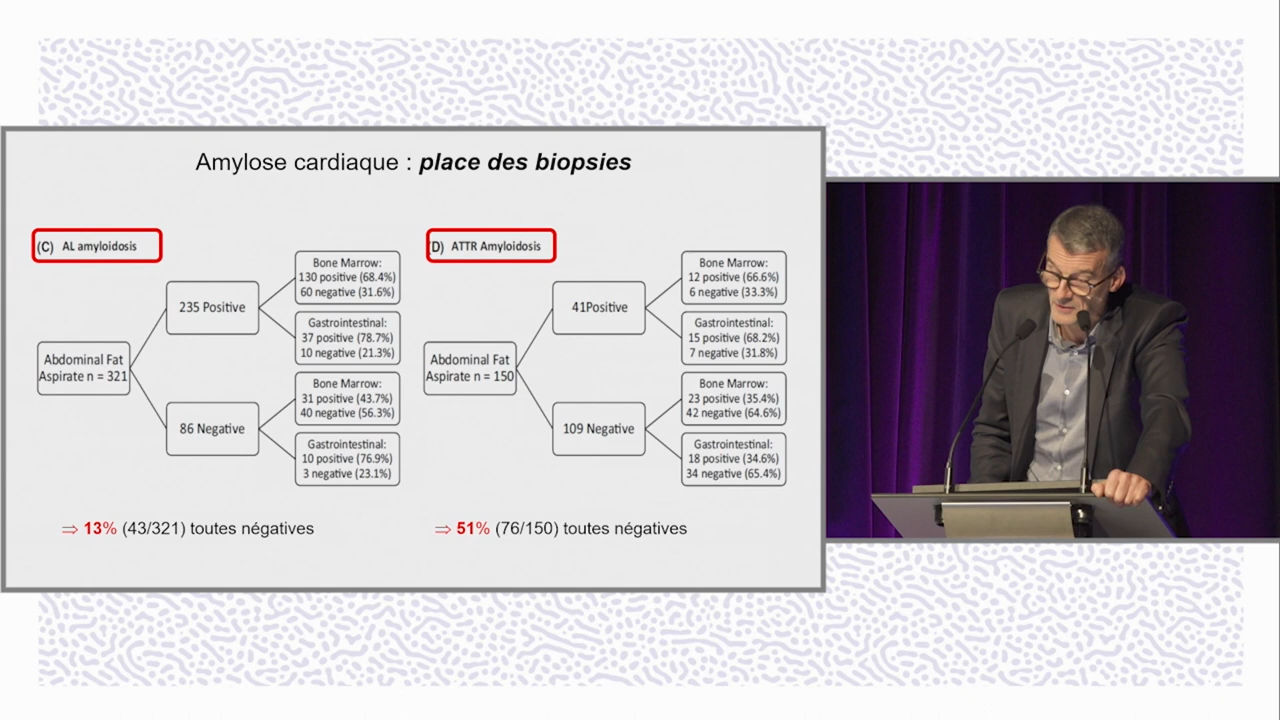 Amylose cardiaque : place des biopsies
(C) AL amyloidosis
Abdominal Fat
Aspirate n = 321
235 Positive
86 Negative
Bone Marrow:
130 positive (68.4%)
60 negative (31.6%)
Gastrointestinal:
37 positive (78.7%)
10 negative (21.3%)
Bone Marrow:
31 positive (43.7%)
40 negative (56.3%)
Gastrointestinal:
10 positive (76.9%)
3 negative (23.1%)
⇒ 13% (43/321) toutes négatives
D) ATTR Amyloidosis
Abdominal Fat
Aspirate n = 150
41Positive
109 Negative
Bone Marrow:
12 positive (66.6%)
6 negative (33.3%)
Gastrointestinal:
15 positive (68.2%)
7 negative (31.8%)
Bone Marrow:
23 positive (35.4%)
42 negative (64.6%)
Gastrointestinal:
18 positive (34.6%)
34 negative (65.4%)
⇒ 51% (76/150) toutes négatives